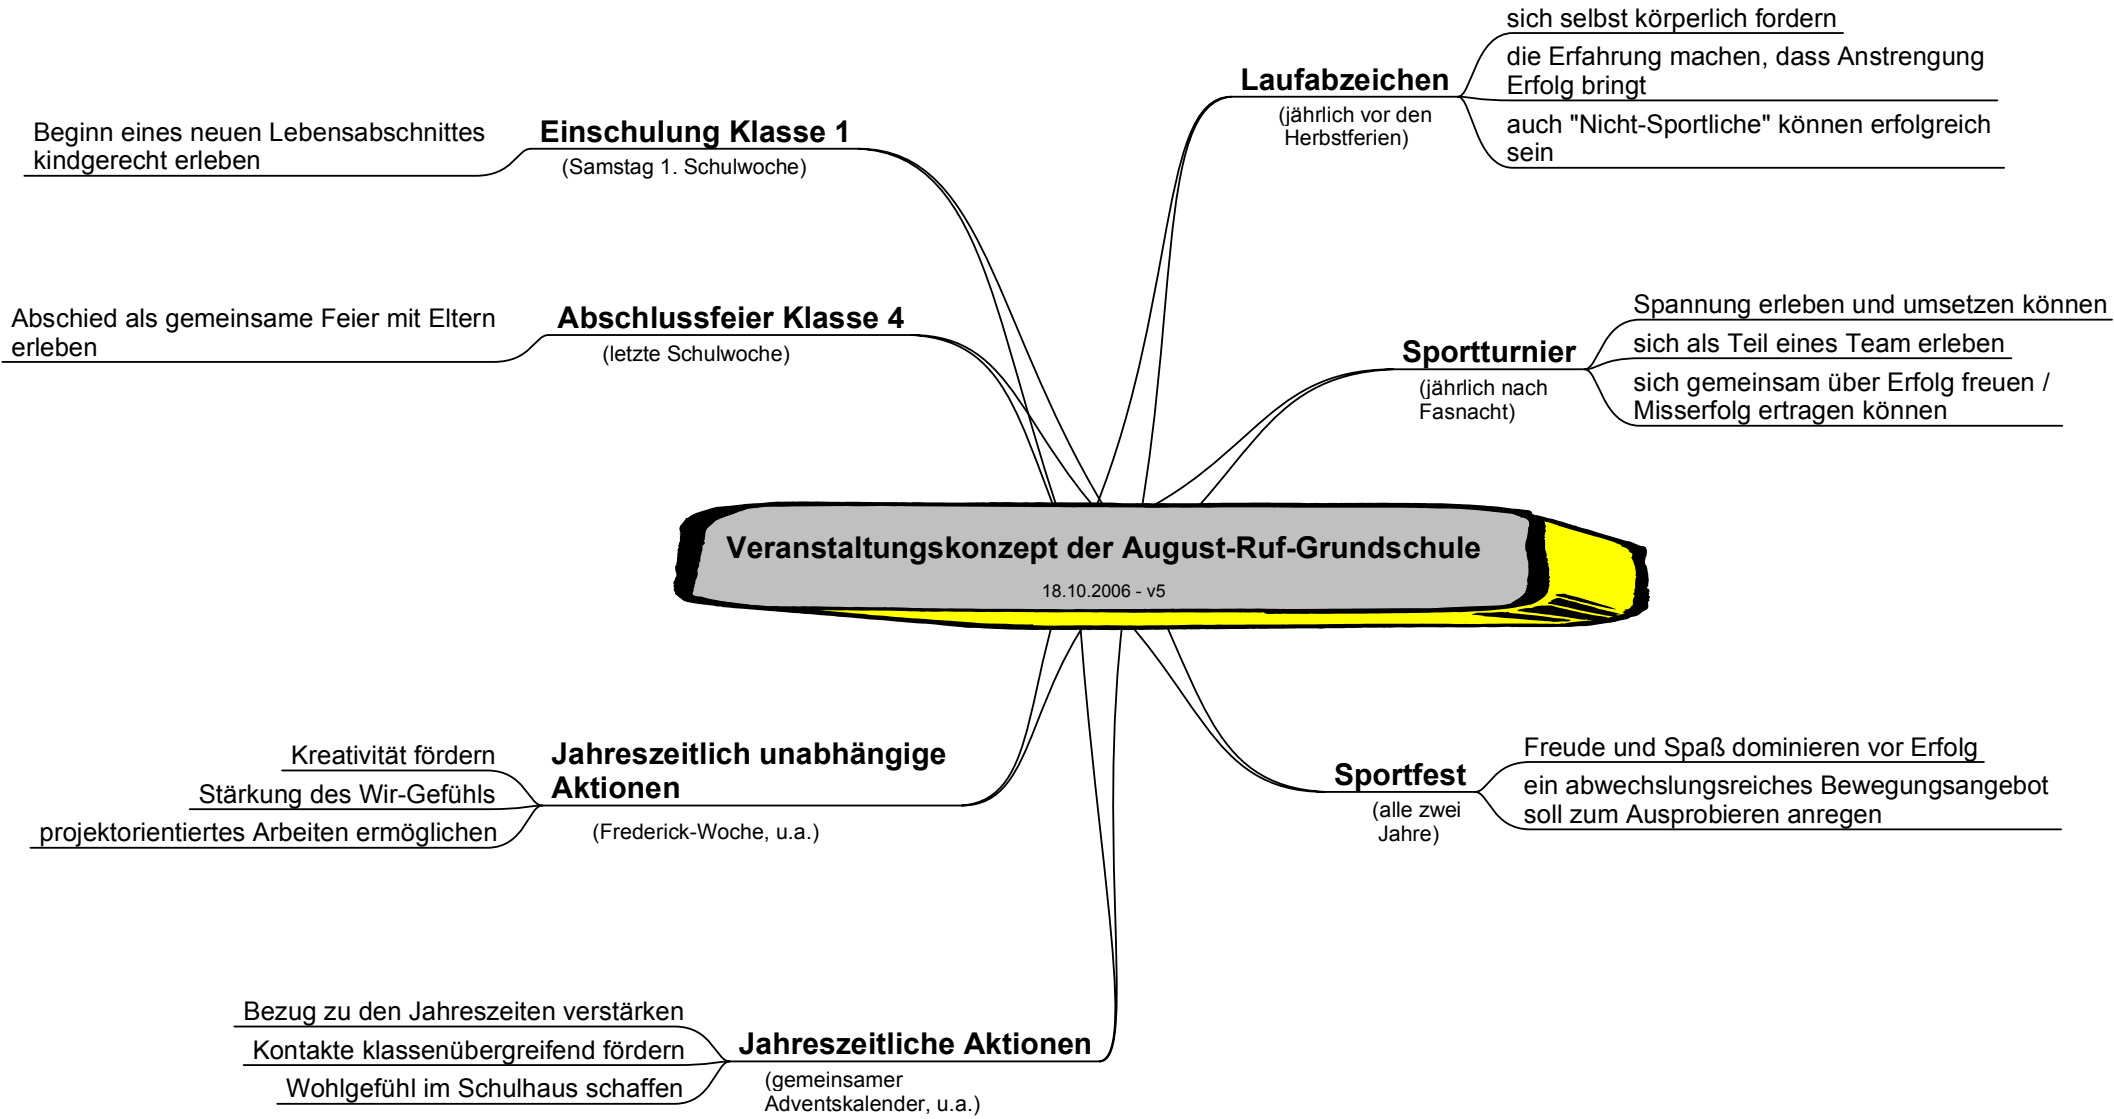 Veranstaltungskonzept der August-Ruf-Grundschule
18.10.2006 - v5
Laufabzeichen
(jährlich vor den
Herbstferien)
sich selbst körperlich fordern
die Erfahrung machen, dass Anstrengung
Erfolg bringt
auch "Nicht-Sportliche" können erfolgreich
sein
Sportturnier
(jährlich nach
Fasnacht)
Spannung erleben und umsetzen können
sich als Teil eines Team erleben
sich gemeinsam über Erfolg freuen /
Misserfolg ertragen können
Sportfest
(alle zwei
Jahre)
Freude und Spaß dominieren vor Erfolg
ein abwechslungsreiches Bewegungsangebot
soll zum Ausprobieren anregen
Jahreszeitliche Aktionen
(gemeinsamer
Adventskalender, u.a.)
Bezug zu den Jahreszeiten verstärken
Kontakte klassenübergreifend fördern
Wohlgefühl im Schulhaus schaffen
Jahreszeitlich unabhängige
Aktionen
(Frederick-Woche, u.a.)
Kreativität fördern
Stärkung des Wir-Gefühls
projektorientiertes Arbeiten ermöglichen
Abschlussfeier Klasse 4
(letzte Schulwoche)
Abschied als gemeinsame Feier mit Eltern
erleben
Einschulung Klasse 1
(Samstag 1. Schulwoche)
Beginn eines neuen Lebensabschnittes
kindgerecht erleben